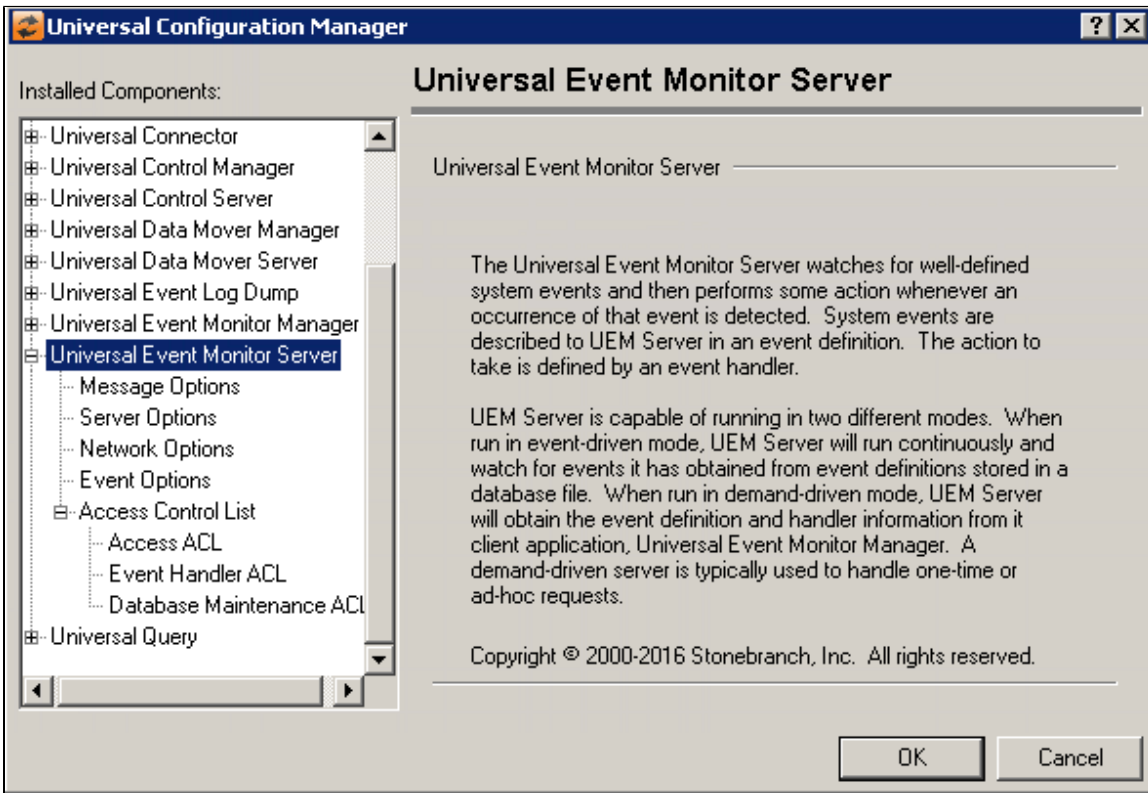 Universal Configuration Manager
Installed Components:
Universal Connector
Universal Control Manager
Universal Control Server
Universal Data Mover Manager
Universal Data Mover Server
Universal Event Log Dump
Universal Event Monitor Manager
Universal Event Monitor Server
Message Options
Server Options
Network Options
Event Options
Access Control List
Access ACL
Event Handler ACL
Database Maintenance ACL
Universal Query
Universal Event Monitor Server
Universal Event Monitor Server
The Universal Event Monitor Server watches for well-defined
system events and then performs some action whenever an
occurrence of that event is detected.  System events are
described to UEM Server in an event definition.  The action to
take is defined by an event handler.
UEM Server is capable of running in two different modes.  When
run in event-driven mode, UEM Server will run continuously and
watch for events it has obtained from event definitions stored in a
database file.  When run in demand-driven mode, UEM Server
will obtain the event definition and handler information from it
client application, Universal Event Monitor Manager.  A
demand-driven server is typically used to handle one-time or
ad-hoc requests.
Copyright © 2000-2016 Stonebranch, Inc.  All rights reserved.
OK
Cancel